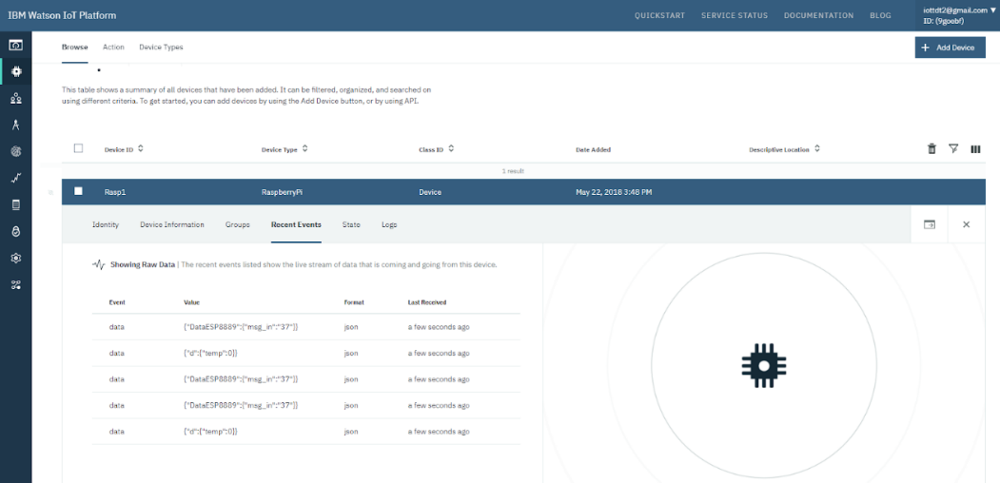 IBM Watson IoT Platform
QUICKSTART SERVICE STATUS DOCUMENTATION BLOG
iottdt2@gmail.com
ID: (9goebf)
Browse Action Device Types
+ Add Device
This table shows a summary of all devices that have been added. It can be filtered, organized, and searched on
using different criteria. To get started, you can add devices by using the Add Device button, or by using API.
Device ID Device Type Class ID Date Added Descriptive Location
1 result
Rasp1 RaspberryPi Device May 22, 2018 3:48 PM
Identity Device Information Groups Recent Events State Logs
Showing Raw Data | The recent events listed show the live stream of data that is coming and going from this device.
Event Value Format Last Received
data {"DataESP8889":{"msg_in":"37"}} json a few seconds ago
data {"d":{"temp":0}} json a few seconds ago
data {"DataESP8889":{"msg_in":"37"}} json a few seconds ago
data {"DataESP8889":{"msg_in":"37"}} json a few seconds ago
data {"d":{"temp":0}} json a few seconds ago